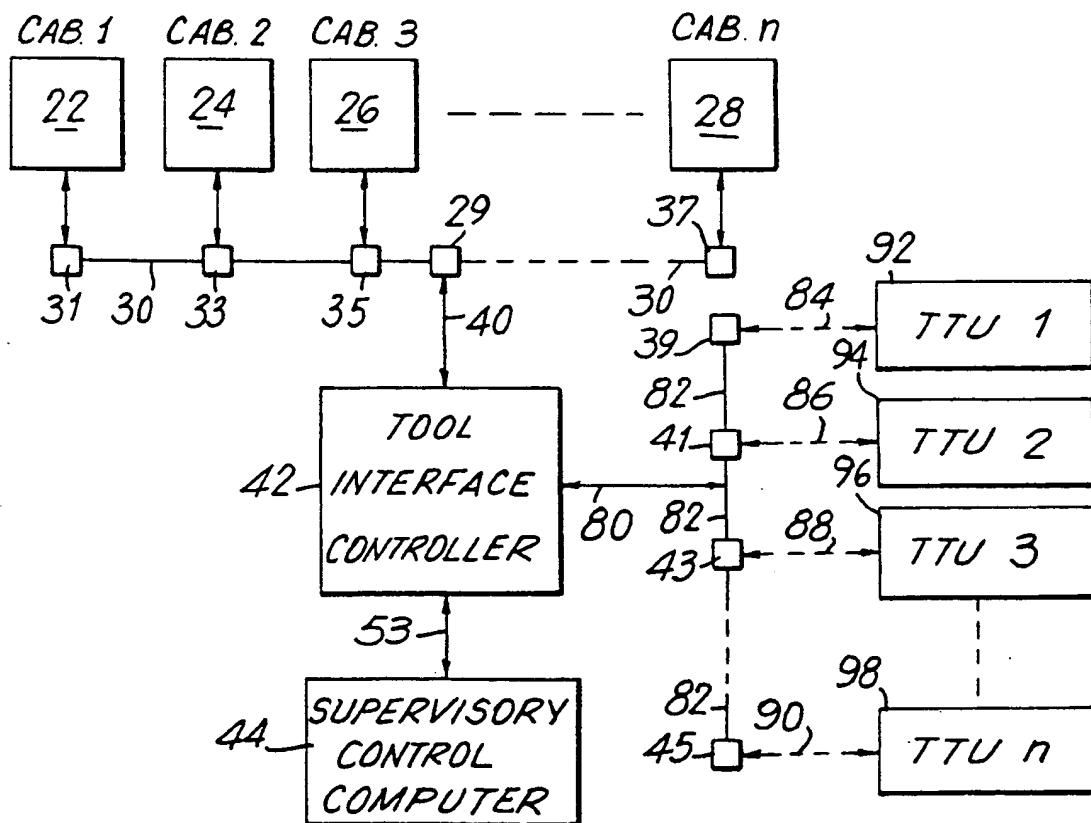 CAB. 1 CAB. 2 CAB. 3 CAB. n
22 24 26 28
29 37
31 30 33 35 30
40
39 84 92 TTU 1
82 94
41 86 TTU 2
42 TOOL INTERFACE CONTROLLER
80 82 96
43 88 TTU 3
53
44 SUPERVISORY CONTROL COMPUTER
82 98
45 90 TTU n